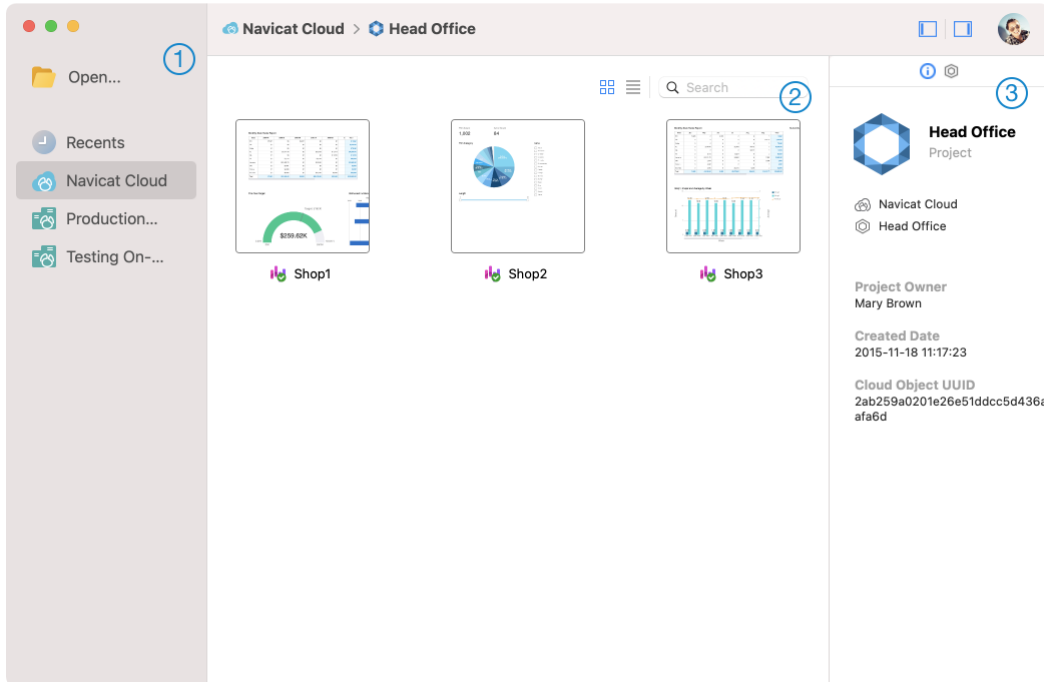 Navicat Cloud > Head Office
1
Open...
Recents
Navicat Cloud
Production...
Testing On-...
Search
2
3
$259.62K
Shop1
Shop2
Shop3
Head Office
Project
Navicat Cloud
Head Office
Project Owner
Mary Brown
Created Date
2015-11-18 11:17:23
Cloud Object UUID
2ab259a0201e26e51ddcc5d436a
afa6d